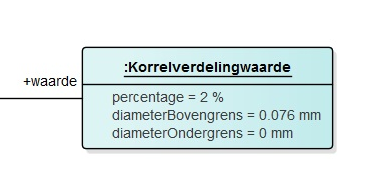 :Korrelverdelingwaarde
+waarde
percentage = 2 %
diameterBovengrens = 0.076 mm
diameterOndergrens = 0 mm